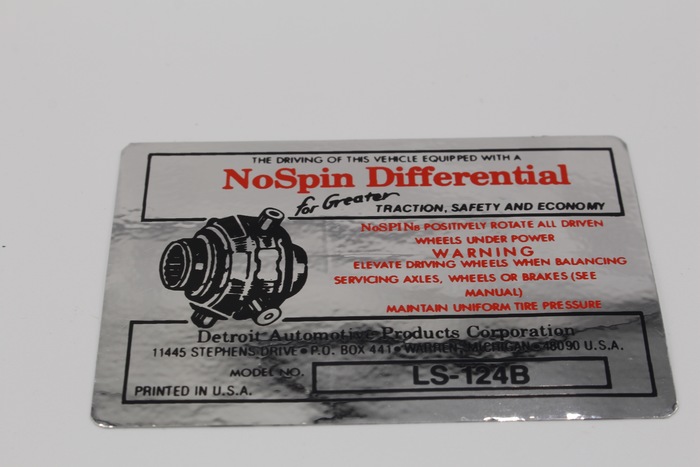 THE DRIVING OF THIS VEHICLE EQUIPPED WITH A
NoSpin Differential
for Greater TRACTION, SAFETY AND ECONOMY
NoSPINs POSITIVELY ROTATE ALL DRIVEN
WHEELS UNDER POWER
WARNING
ELEVATE DRIVING WHEELS WHEN BALANCING
SERVICING AXLES, WHEELS OR BRAKES (SEE
MANUAL)
MAINTAIN UNIFORM TIRE PRESSURE
Detroit Automotive Products Corporation
11445 STEPHENS DRIVE • P.O. BOX 441 • WARREN, MICHIGAN • 48090 U.S.A.
MODEL NO. LS-124B
PRINTED IN U.S.A.